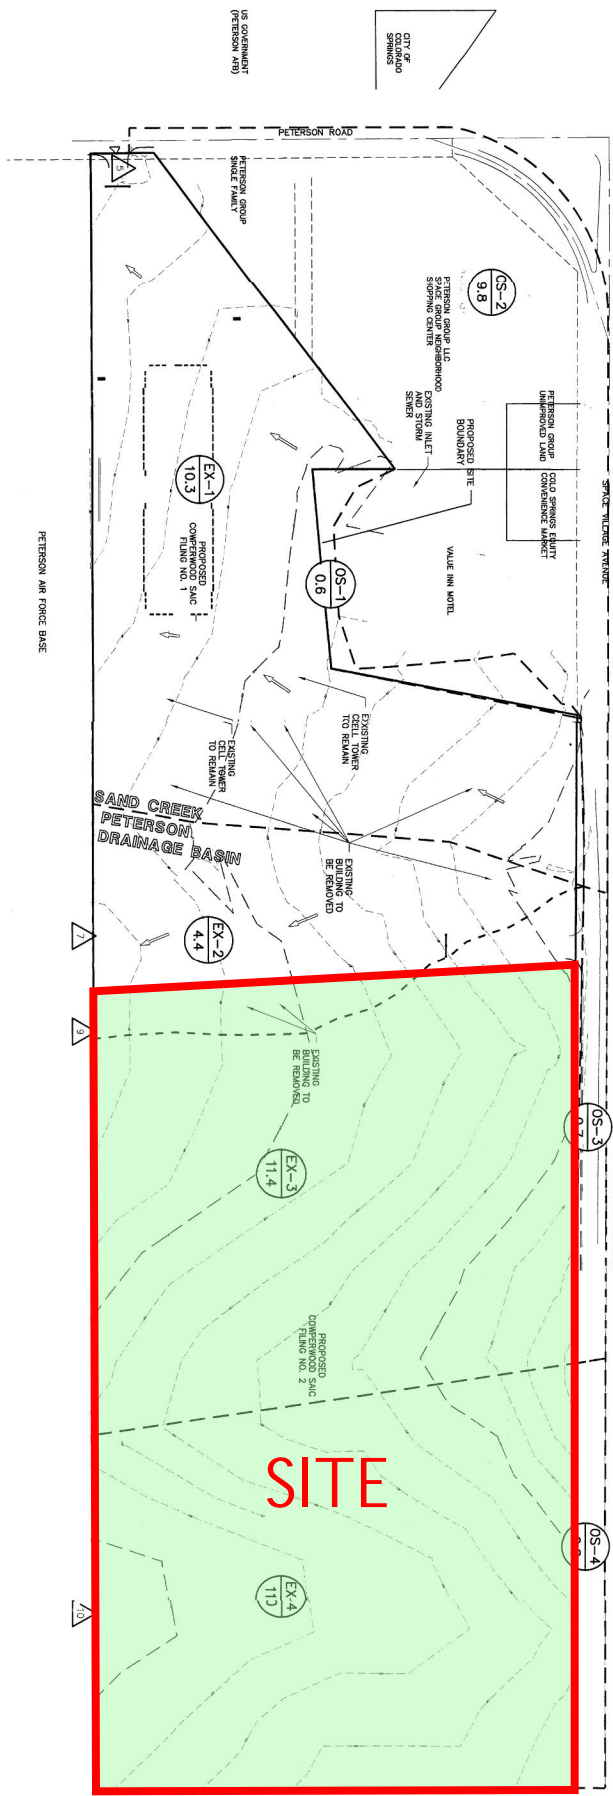 US GOVERNMENT
(PETERSON AFB)
CITY OF
COLORADO
SPRINGS
PETERSON ROAD
5
PETERSON GROUP
SINGLE FAMILY
OS-2
9.8
PETERSON GROUP LLC
SPACE GROUP NEIGHBORHOOD
SHOPPING CENTER
EXISTING INLET
AND STORM
SEWER
PROPOSED SITE
BOUNDARY
PETERSON GROUP
UNIMPROVED LAND
COLO SPRINGS EQUITY
CONVENIENCE MARKET
SPACE VILLAGE AVENUE
EX-1
10.3
PROPOSED
COWPERWOOD SAIC
FILING NO. 1
PETERSON AIR FORCE BASE
OS-1
0.6
VALUE INN MOTEL
EXISTING
CELL TOWER
TO REMAIN
EXISTING
CELL TOWER
TO REMAIN
SAND CREEK
PETERSON
DRAINAGE BASIN
EXISTING
BUILDING TO
BE REMOVED
EX-2
4.4
7
9
EXISTING
BUILDING TO
BE REMOVED
OS-3
EX-3
11.4
PROPOSED
COWPERWOOD SAIC
FILING NO. 2
SITE
OS-4
EX-4
10